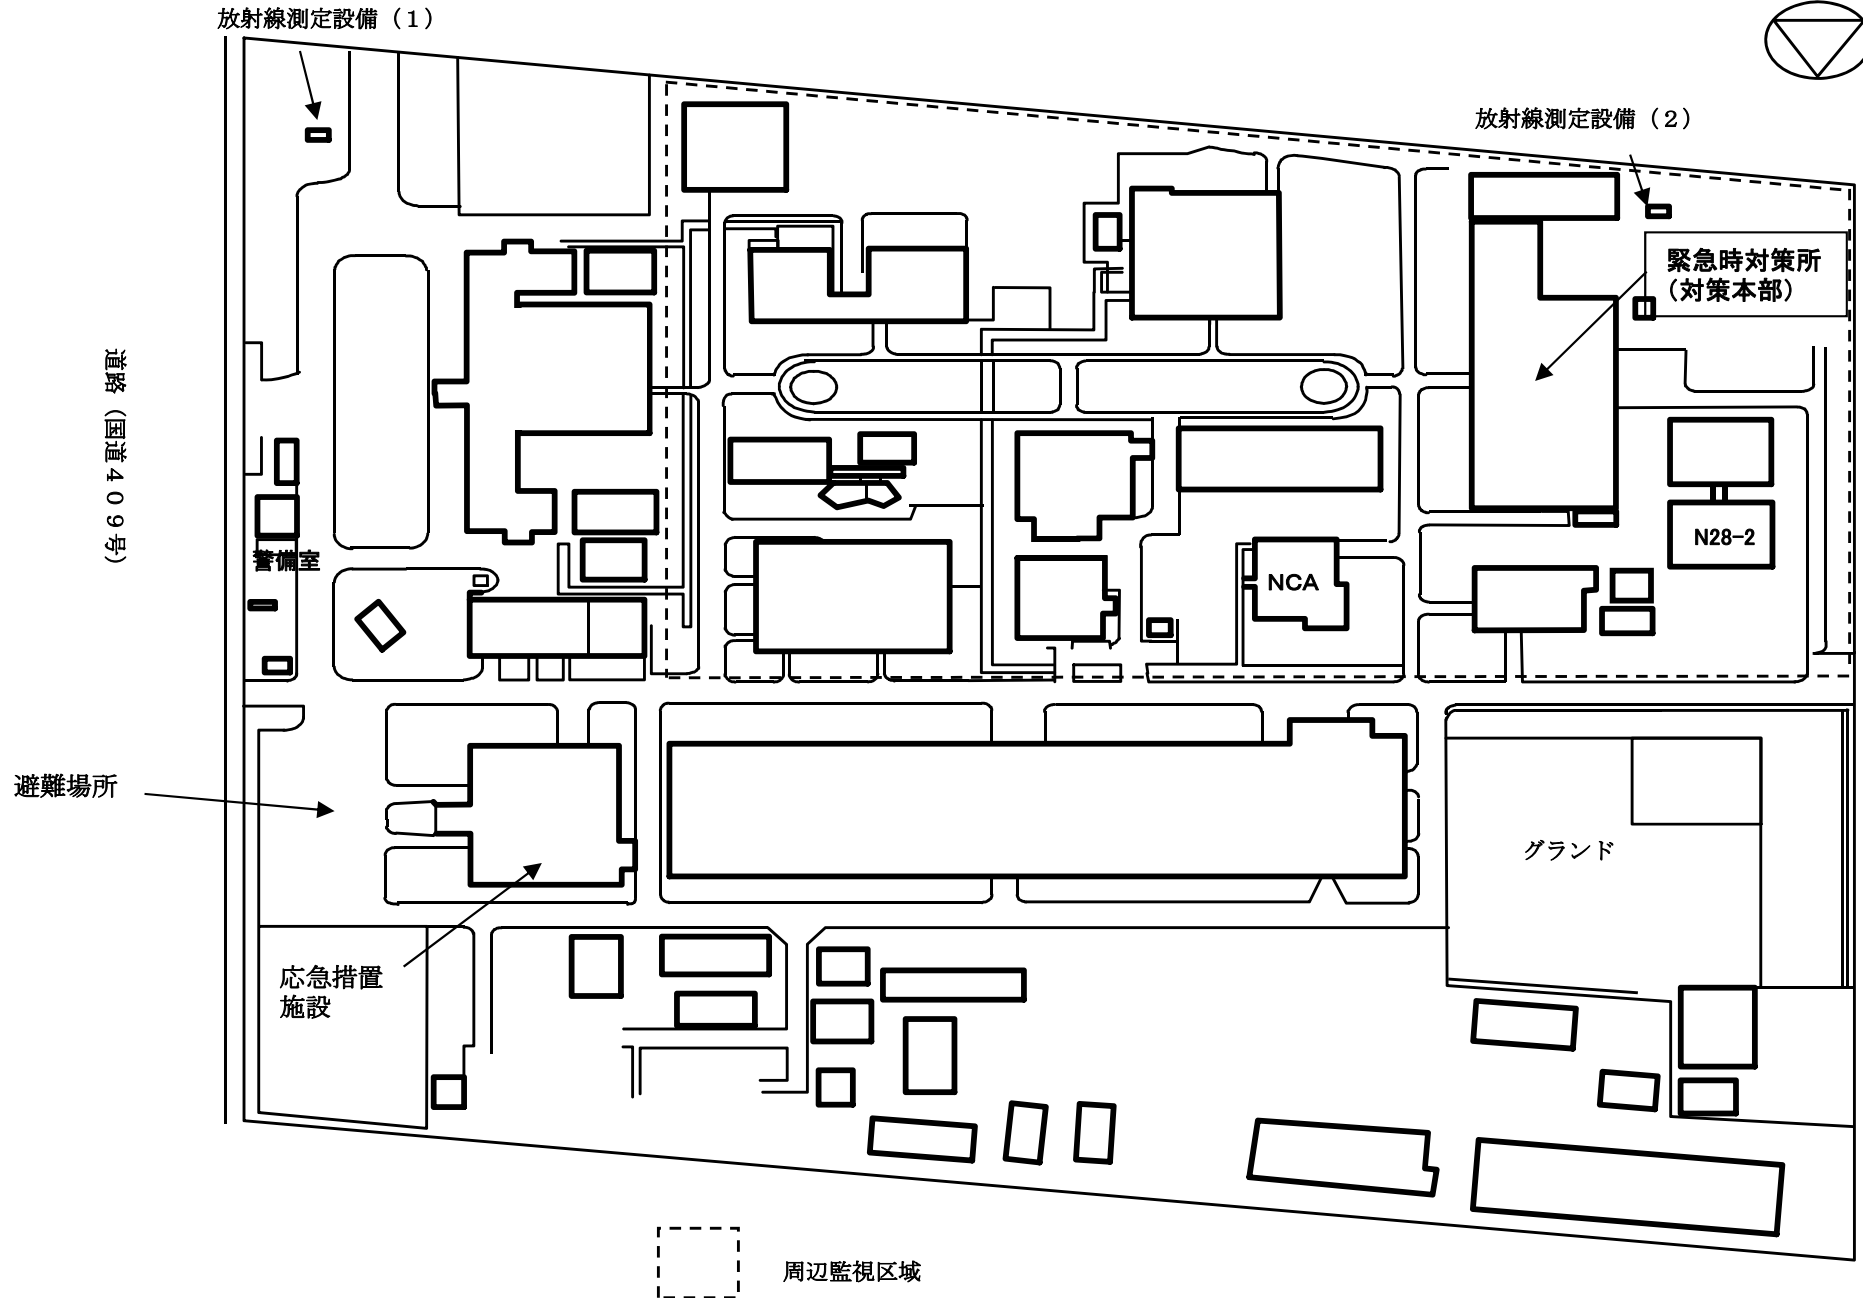 放射線測定設備（１）
放射線測定設備（２）
緊急時対策所
（対策本部）
道路（国道４０９号）
N28-2
警備室
NCA
避難場所
グランド
応急措置
施設
周辺監視区域